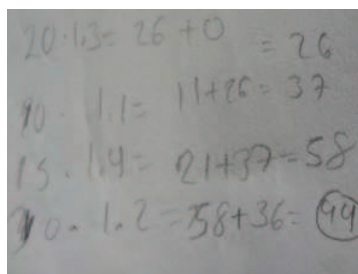 20 · 1.3 = 26 + 0 = 26
10 · 1.1 = 11+26 = 37
15 · 1.4 = 21+37 = 58
30 · 1.2 = 58+36 = 94